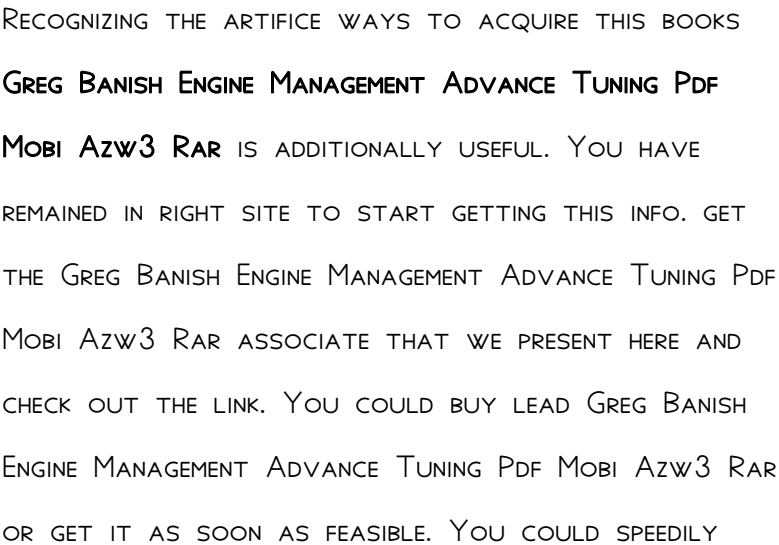 Recognizing the artifice ways to acquire this books
Greg Banish Engine Management Advance Tuning Pdf
Mobi Azw3 Rar is additionally useful. You have
remained in right site to start getting this info. get
the Greg Banish Engine Management Advance Tuning Pdf
Mobi Azw3 Rar associate that we present here and
check out the link. You could buy lead Greg Banish
Engine Management Advance Tuning Pdf Mobi Azw3 Rar
or get it as soon as feasible. You could speedily